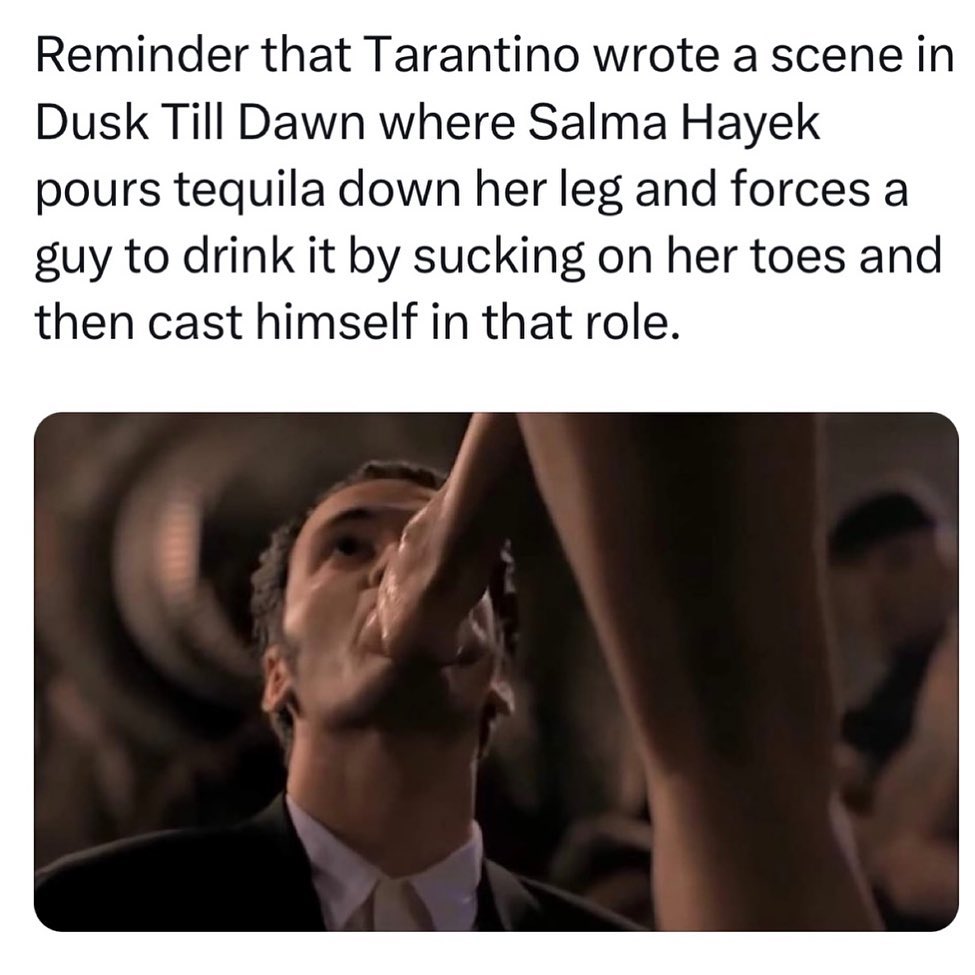 Reminder that Tarantino wrote a scene in
Dusk Till Dawn where Salma Hayek
pours tequila down her leg and forces a
guy to drink it by sucking on her toes and
then cast himself in that role.